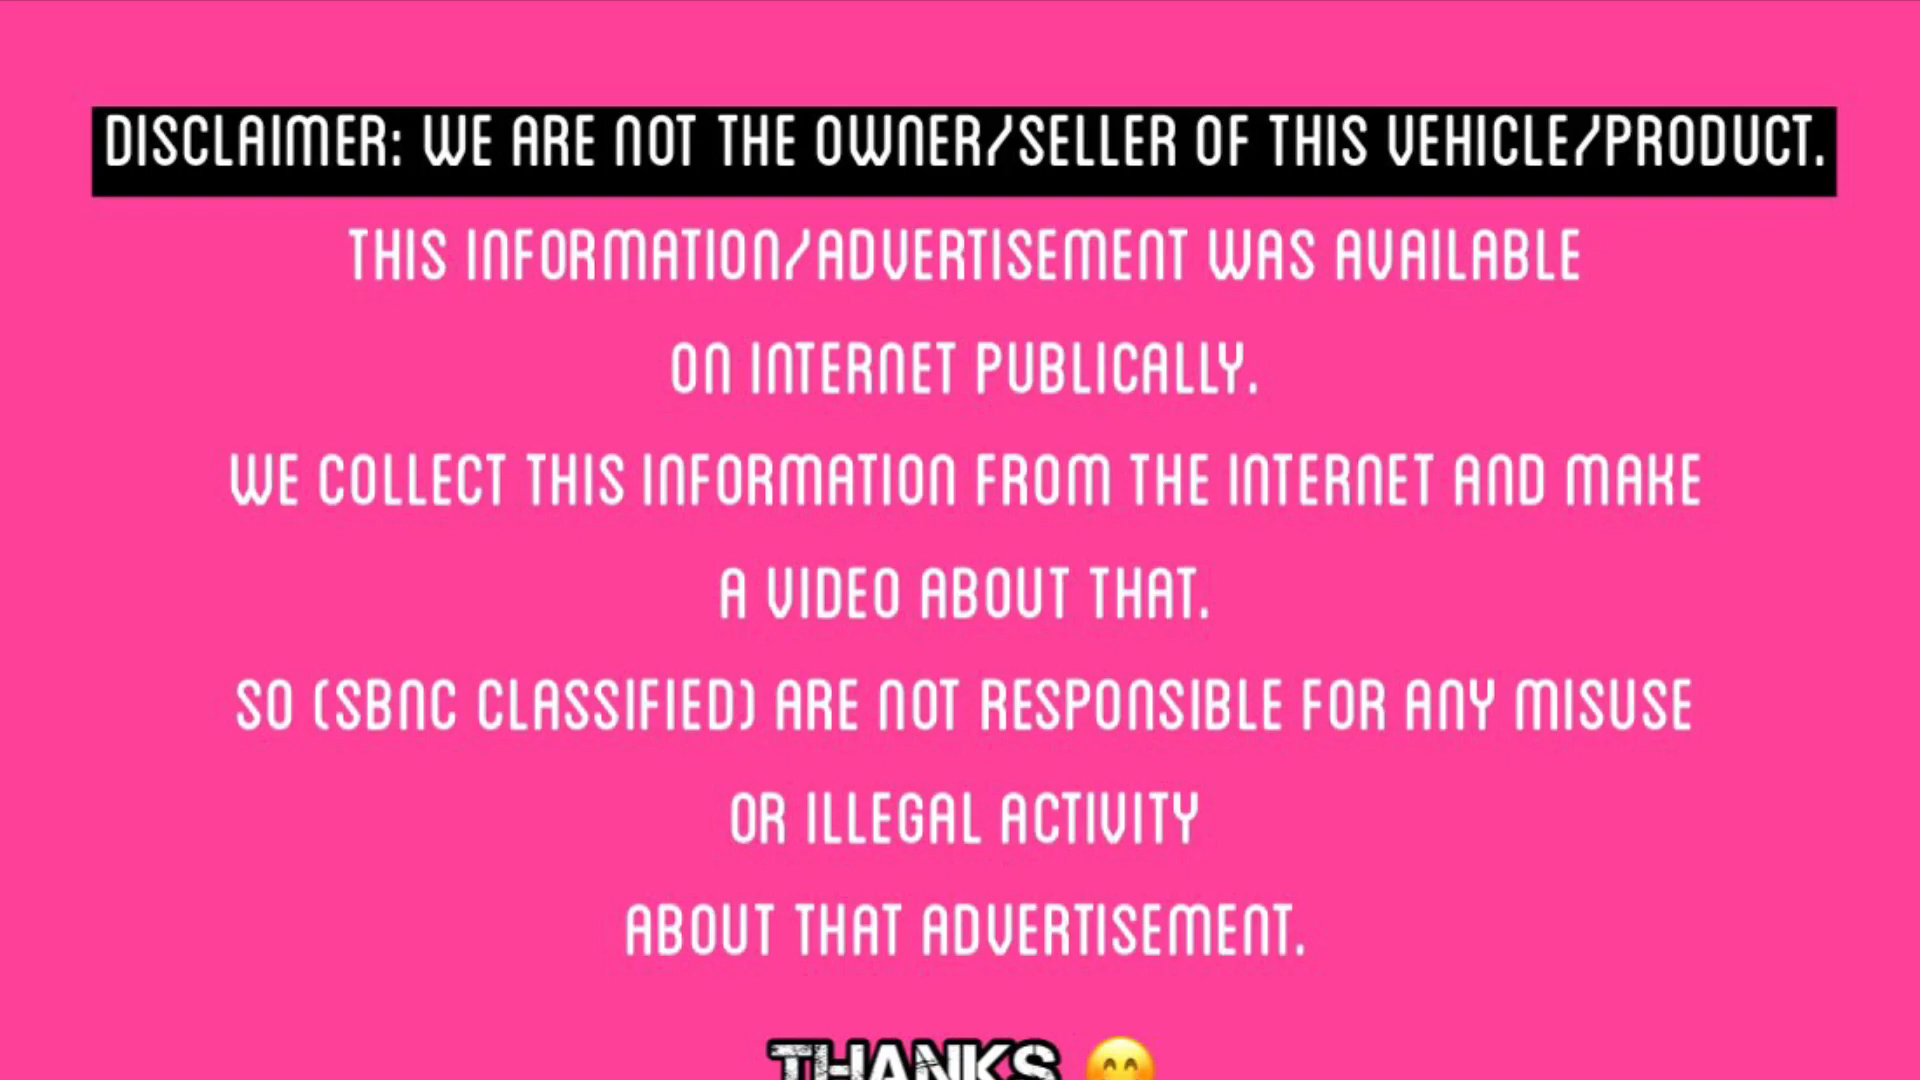 DISCLAIMER: WE ARE NOT THE OWNER/SELLER OF THIS VEHICLE/PRODUCT.
THIS INFORMATION/ADVERTISEMENT WAS AVAILABLE
ON INTERNET PUBLICALLY.
WE COLLECT THIS INFORMATION FROM THE INTERNET AND MAKE
A VIDEO ABOUT THAT.
SO (SBNC CLASSIFIED) ARE NOT RESPONSIBLE FOR ANY MISUSE
OR ILLEGAL ACTIVITY
ABOUT THAT ADVERTISEMENT.
THANKS 😊